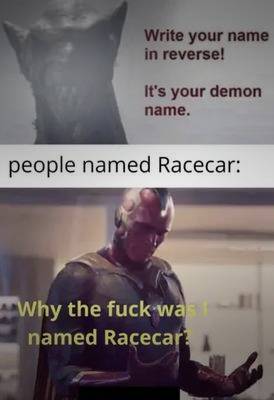 Write your name
in reverse!
It's your demon
name.
people named Racecar:
Why the fuck was I
named Racecar?